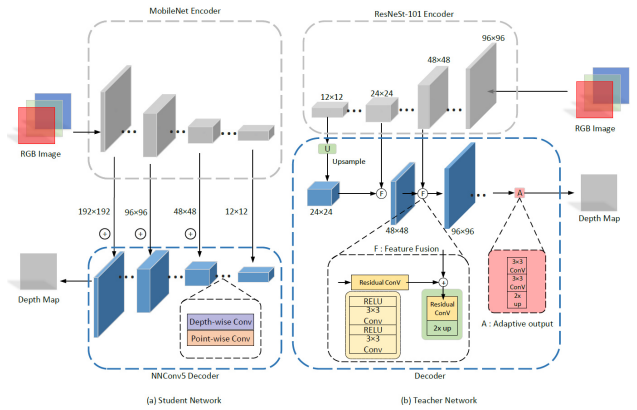 MobileNet Encoder
RGB Image
192×192
96×96
48×48
12×12
Depth Map
Depth-wise Conv
Point-wise Conv
NNConv5 Decoder
(a) Student Network
ResNeSt-101 Encoder
12×12
24×24
48×48
96×96
RGB Image
U
Upsample
24×24
F
48×48
F
96×96
A
Depth Map
F : Feature Fusion
Residual ConV
RELU
3×3
Conv
RELU
3×3
Conv
Residual
ConV
2x up
3×3
ConV
3×3
ConV
2x
up
A : Adaptive output
Decoder
(b) Teacher Network